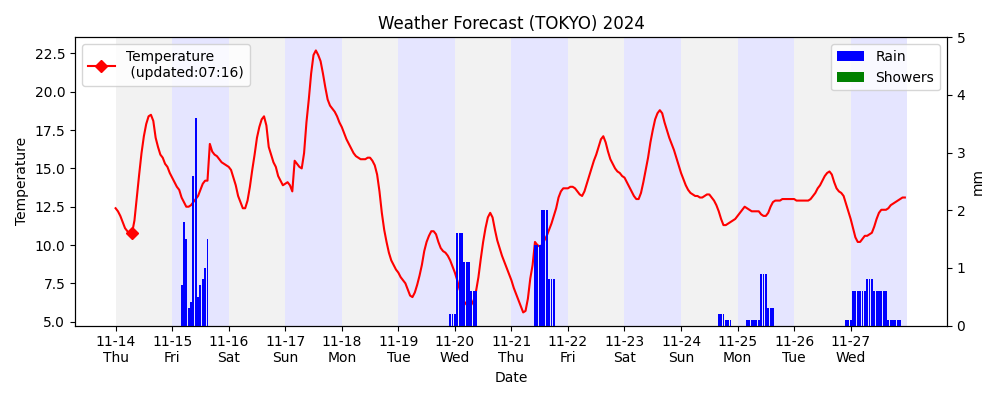 Weather Forecast (TOKYO) 2024
Temperature
(updated:07:16)
Rain
Showers
Temperature
22.5
20.0
17.5
15.0
12.5
10.0
7.5
5.0
5
4
3
2
1
0
mm
11-14 11-15 11-16 11-17 11-18 11-19 11-20 11-21 11-22 11-23 11-24 11-25 11-26 11-27
Thu Fri Sat Sun Mon Tue Wed Thu Fri Sat Sun Mon Tue Wed
Date